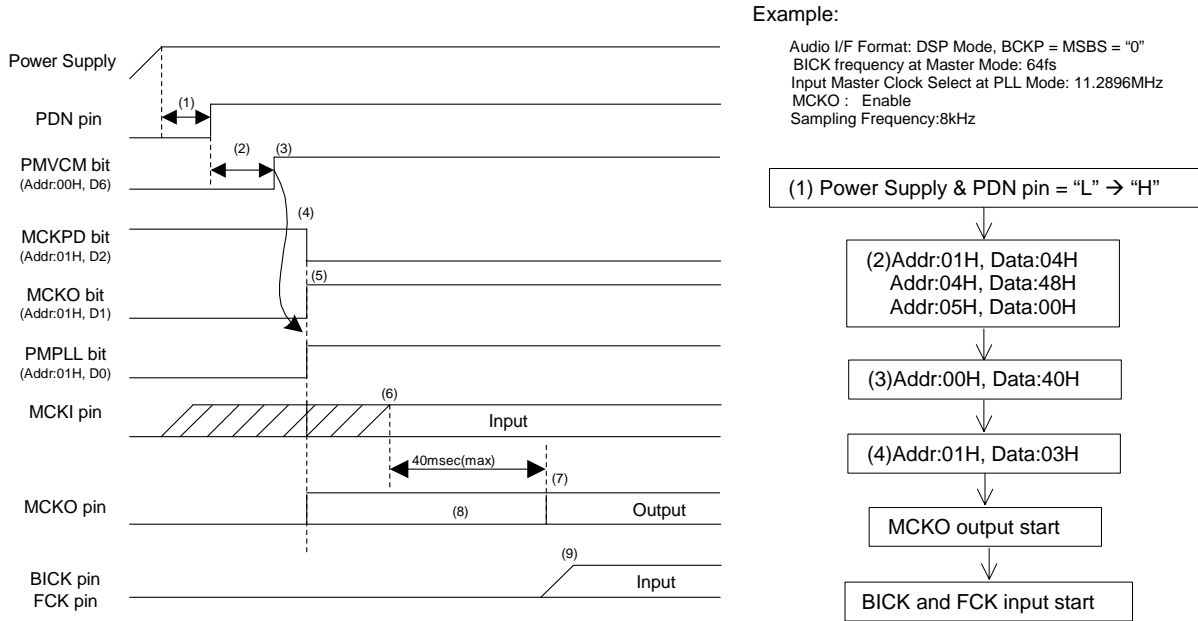 Power Supply
(1)
PDN pin
(2)
(3)
PMVCM bit
(Addr:00H, D6)
(4)
MCKPD bit
(Addr:01H, D2)
(5)
MCKO bit
(Addr:01H, D1)
PMPLL bit
(Addr:01H, D0)
(6)
MCKI pin
Input
40msec(max)
(7)
MCKO pin
(8)
Output
(9)
BICK pin
FCK pin
Input
Example:
Audio I/F Format: DSP Mode, BCKP = MSBS = “0”
BICK frequency at Master Mode: 64fs
Input Master Clock Select at PLL Mode: 11.2896MHz
MCKO : Enable
Sampling Frequency:8kHz
(1) Power Supply & PDN pin = “L” → “H”
(2)Addr:01H, Data:04H
Addr:04H, Data:48H
Addr:05H, Data:00H
(3)Addr:00H, Data:40H
(4)Addr:01H, Data:03H
MCKO output start
BICK and FCK input start